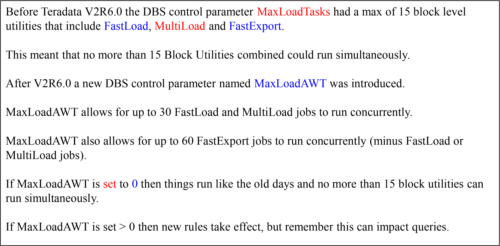 Before Teradata V2R6.0 the DBS control parameter MaxLoadTasks had a max of 15 block level
utilities that include FastLoad, MultiLoad and FastExport.
This meant that no more than 15 Block Utilities combined could run simultaneously.
After V2R6.0 a new DBS control parameter named MaxLoadAWT was introduced.
MaxLoadAWT allows for up to 30 FastLoad and MultiLoad jobs to run concurrently.
MaxLoadAWT also allows for up to 60 FastExport jobs to run concurrently (minus FastLoad or
MultiLoad jobs).
If MaxLoadAWT is set to 0 then things run like the old days and no more than 15 block utilities can
run simultaneously.
If MaxLoadAWT is set > 0 then new rules take effect, but remember this can impact queries.